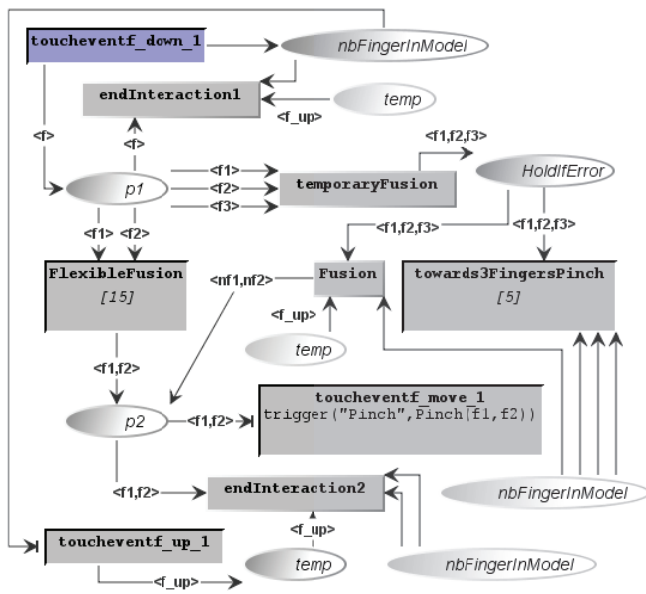 toucheventf_down_1
nbFingerInModel
endInteraction1
temp
<f_up>
<f>
<f>
<f1,f2,f3>
<f1>
p1
<f2>
temporaryFusion
HoldIfError
<f3>
<f1>
<f2>
<f1,f2,f3>
<f1,f2,f3>
FlexibleFusion
[15]
<nf1,nf2>
Fusion
towards3FingersPinch
[5]
<f_up>
temp
<f1,f2>
toucheventf_move_1
trigger("Pinch",Pinch(f1,f2))
p2
<f1,f2>
<f1,f2>
endInteraction2
nbFingerInModel
<f_up>
toucheventf_up_1
temp
nbFingerInModel
<f_up>